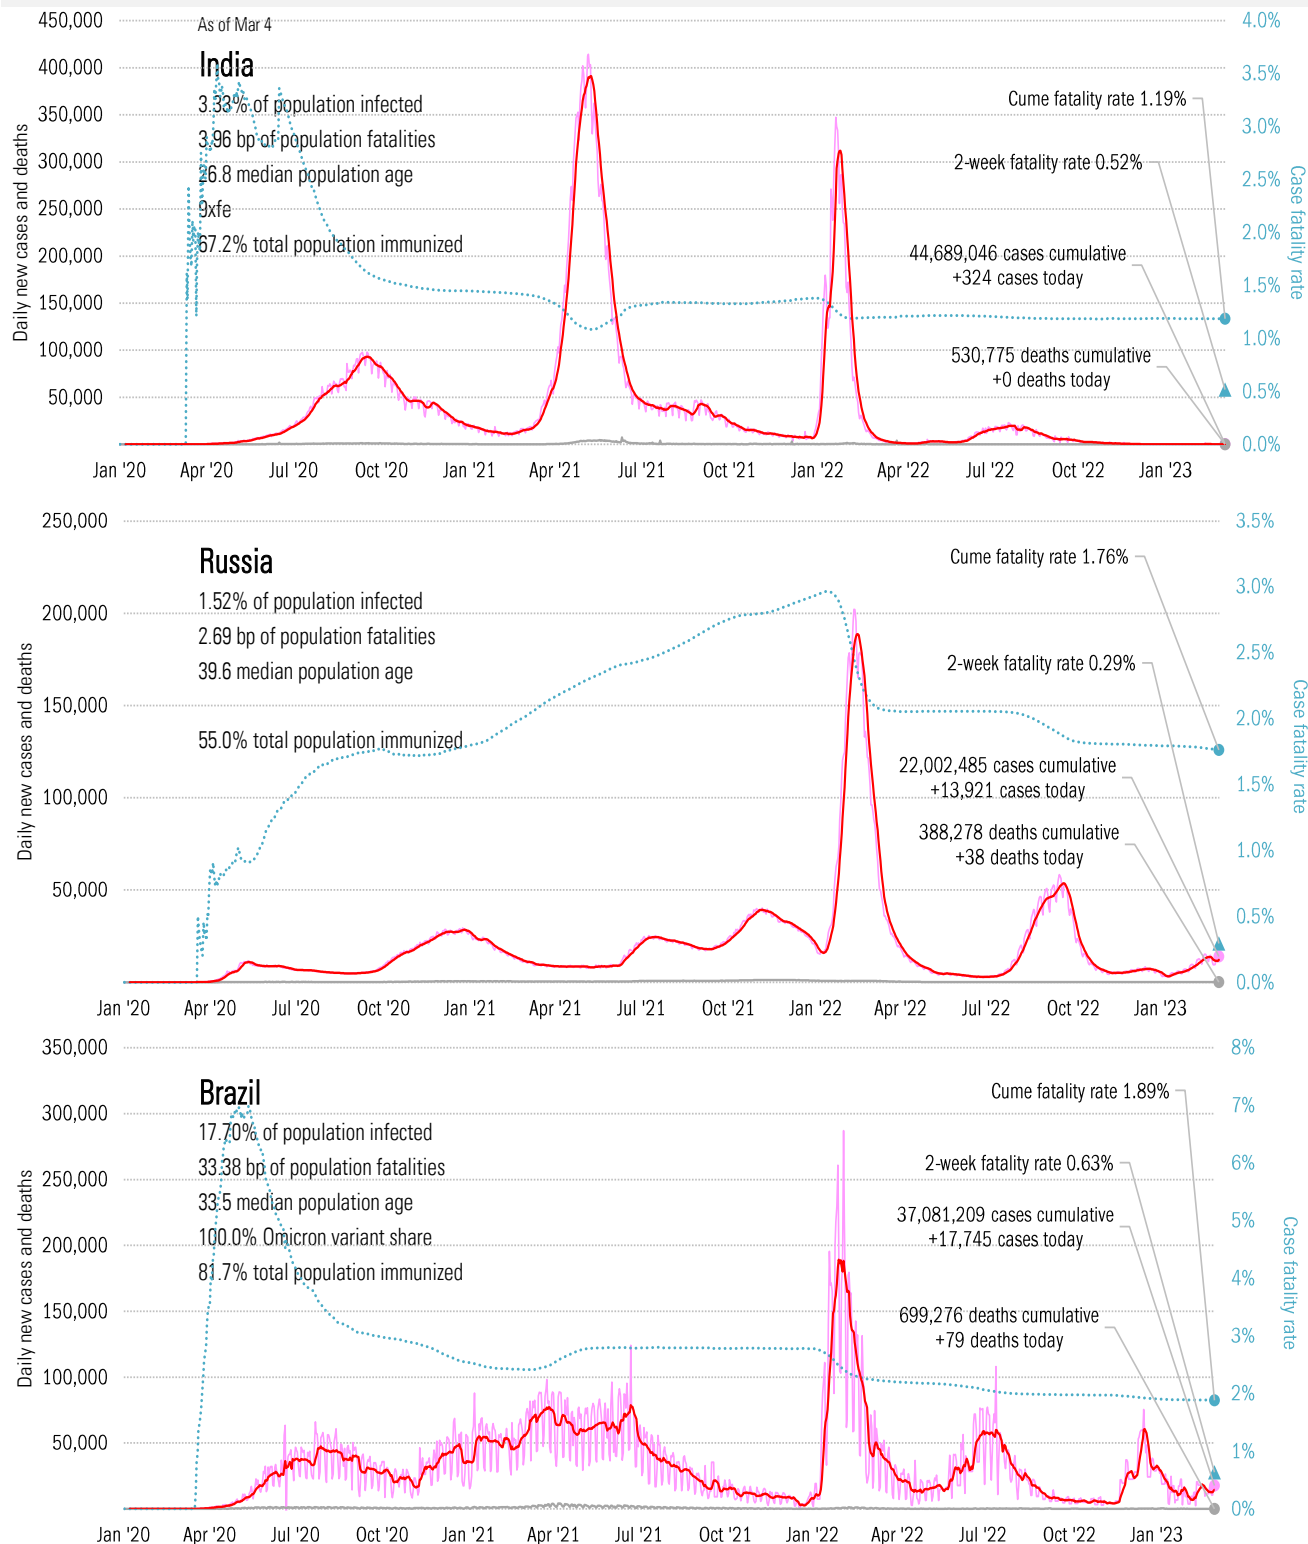 450,000
As of Mar 4
4.0%
India
400,000
3.5%
3.33% of population infected
Cume fatality rate 1.19%
350,000
3.96 bp of population fatalities
3.0%
300,000
2-week fatality rate 0.52%
26.8 median population age
2.5%
250,000
9xfe
67.2% total population immunized
2.0%
200,000
44,689,046 cases cumulative
+324 cases today
1.5%
150,000
1.0%
100,000
530,775 deaths cumulative
+0 deaths today
0.5%
50,000
0.0%
Daily new cases and deaths
Case fatality rate
Jan '20 Apr '20 Jul '20 Oct '20 Jan '21 Apr '21 Jul '21 Oct '21 Jan '22 Apr '22 Jul '22 Oct '22 Jan '23
250,000
3.5%
Russia
Cume fatality rate 1.76%
3.0%
1.52% of population infected
200,000
2.69 bp of population fatalities
2.5%
39.6 median population age
2-week fatality rate 0.29%
150,000
2.0%
55.0% total population immunized
22,002,485 cases cumulative
+13,921 cases today
1.5%
100,000
388,278 deaths cumulative
+38 deaths today
1.0%
50,000
0.5%
0.0%
Daily new cases and deaths
Case fatality rate
Jan '20 Apr '20 Jul '20 Oct '20 Jan '21 Apr '21 Jul '21 Oct '21 Jan '22 Apr '22 Jul '22 Oct '22 Jan '23
350,000
8%
Brazil
Cume fatality rate 1.89%
7%
300,000
17.70% of population infected
33.38 bp of population fatalities
2-week fatality rate 0.63%
6%
250,000
33.5 median population age
37,081,209 cases cumulative
+17,745 cases today
5%
100.0% Omicron variant share
200,000
81.7% total population immunized
4%
150,000
699,276 deaths cumulative
+79 deaths today
3%
100,000
2%
50,000
1%
0%
Daily new cases and deaths
Case fatality rate
Jan '20 Apr '20 Jul '20 Oct '20 Jan '21 Apr '21 Jul '21 Oct '21 Jan '22 Apr '22 Jul '22 Oct '22 Jan '23